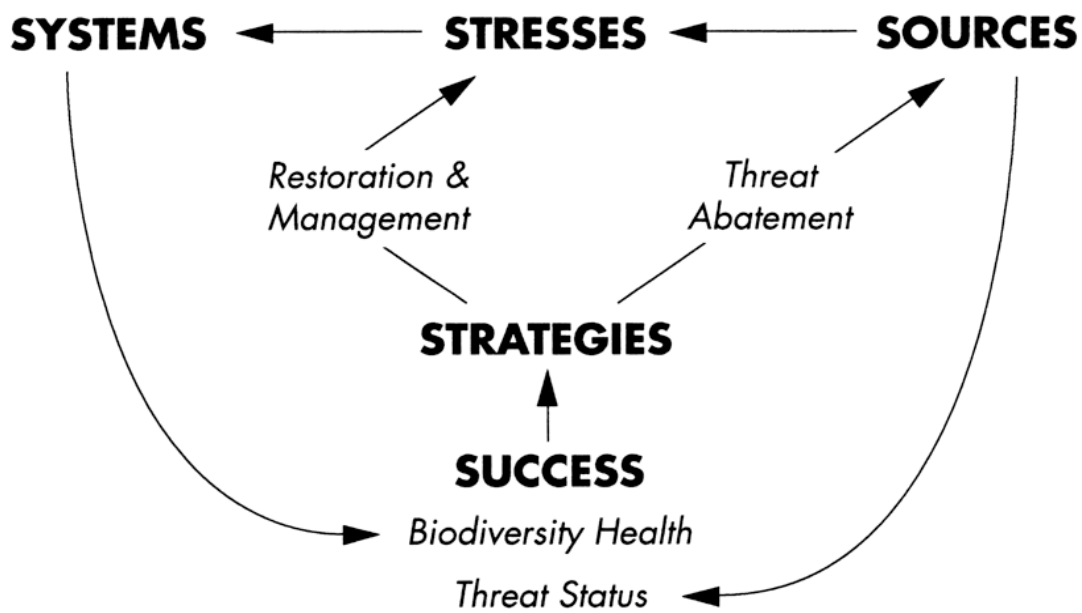 SYSTEMS
STRESSES
SOURCES
Restoration &
Management
Threat
Abatement
STRATEGIES
SUCCESS
Biodiversity Health
Threat Status